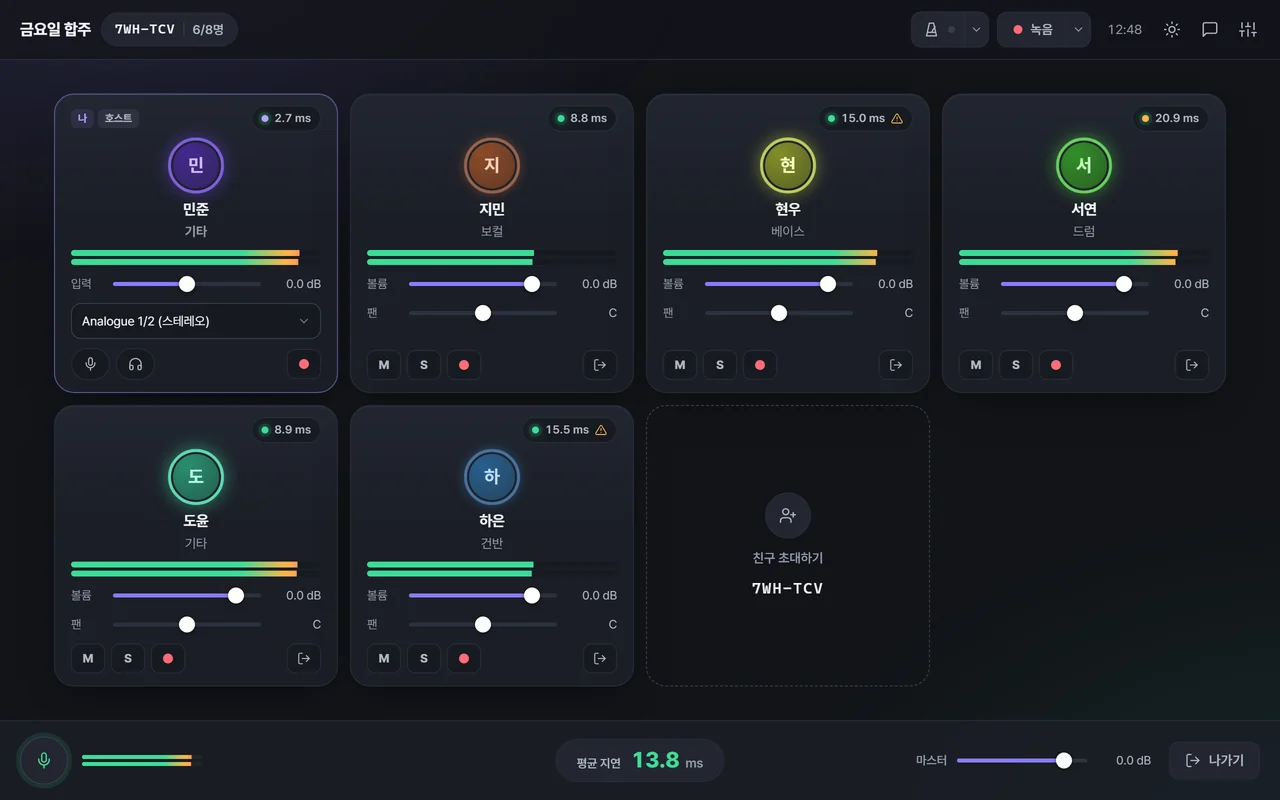 금요일 합주 7WH-TCV 6/8명 녹음 12:48
나 호스트 2.7 ms
민
민준
기타
입력 0.0 dB
Analogue 1/2 (스테레오)
8.8 ms
지
지민
보컬
볼륨 0.0 dB
팬 C
M S
15.0 ms
현
현우
베이스
볼륨 0.0 dB
팬 C
M S
20.9 ms
서
서연
드럼
볼륨 0.0 dB
팬 C
M S
8.9 ms
도
도윤
기타
볼륨 0.0 dB
팬 C
M S
15.5 ms
하
하은
건반
볼륨 0.0 dB
팬 C
M S
친구 초대하기
7WH-TCV
평균 지연 13.8 ms
마스터 0.0 dB 나가기